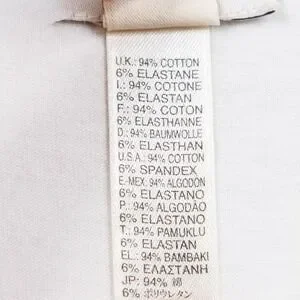 U.K.: 94% COTTON
6% ELASTANE
I.: 94% COTONE
6% ELASTAN
F.: 94% COTON
6% ELASTHANNE
D.: 94% BAUMWOLLE
6% ELASTHAN
U.S.A.: 94% COTTON
6% SPANDEX
E-MEX: 94% ALGODON
6% ELASTANO
P.: 94% ALGODÃO
6% ELASTANO
T.: 94% PAMUKLU
6% ELASTAN
EL.: 94% BAMBAKI
6% ΕΛΑΣΤΑΝΗ
JP: 94% 綿
6% ポリウレタン